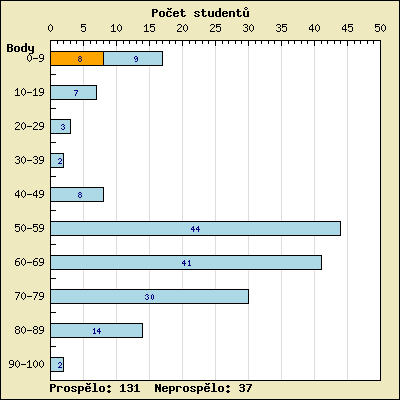 Počet studentů
0 5 10 15 20 25 30 35 40 45 50
Body
0-9 8 9
10-19 7
20-29 3
30-39 2
40-49 8
50-59 44
60-69 41
70-79 30
80-89 14
90-100 2
Prospělo: 131 Neprospělo: 37